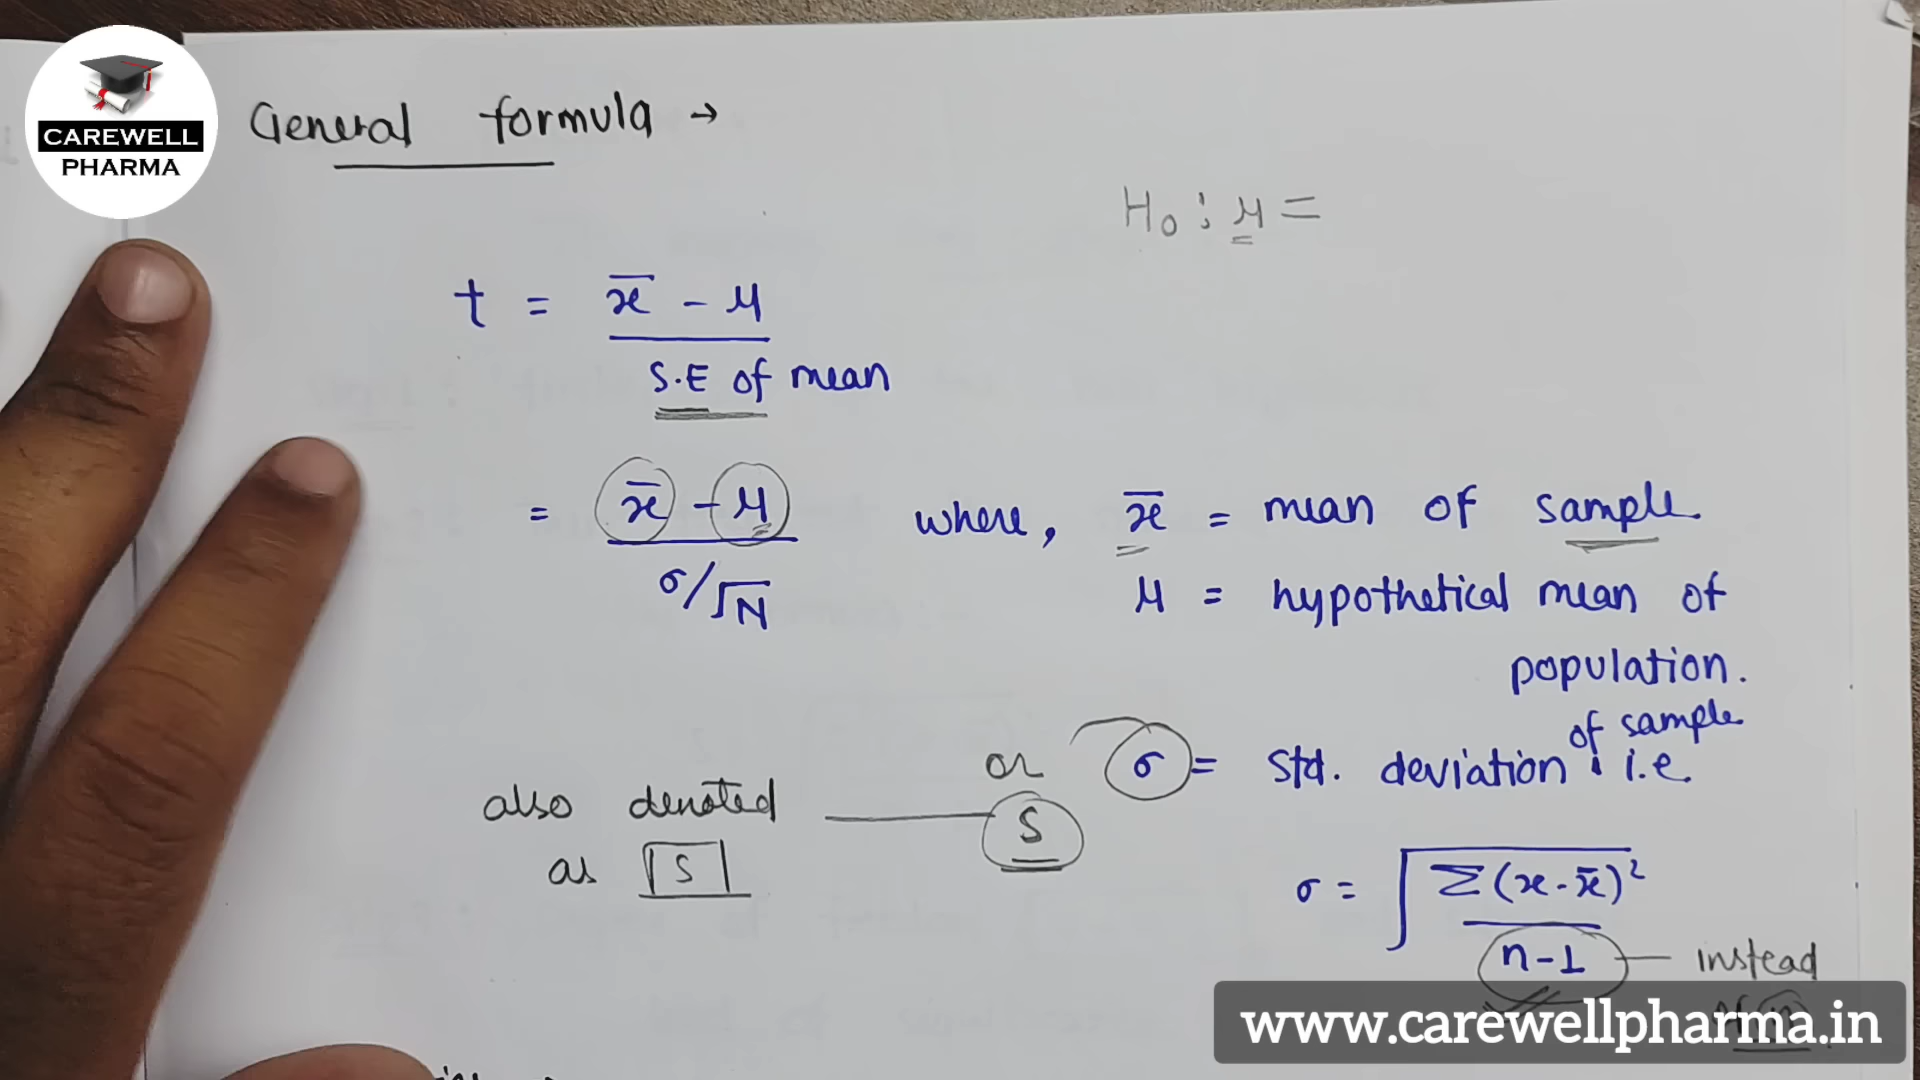 CAREWELL
PHARMA
General formula →
H₀ : μ =
t = x̄ - μ
S.E of mean
= x̄ - μ where, x̄ = mean of sample
σ/√N
μ = hypothetical mean of
population.
of sample
or σ = Std. deviation i.e
also denoted
S
as S
σ = √Σ(x-x̄)²
n-1 — instead
www.carewellpharma.in